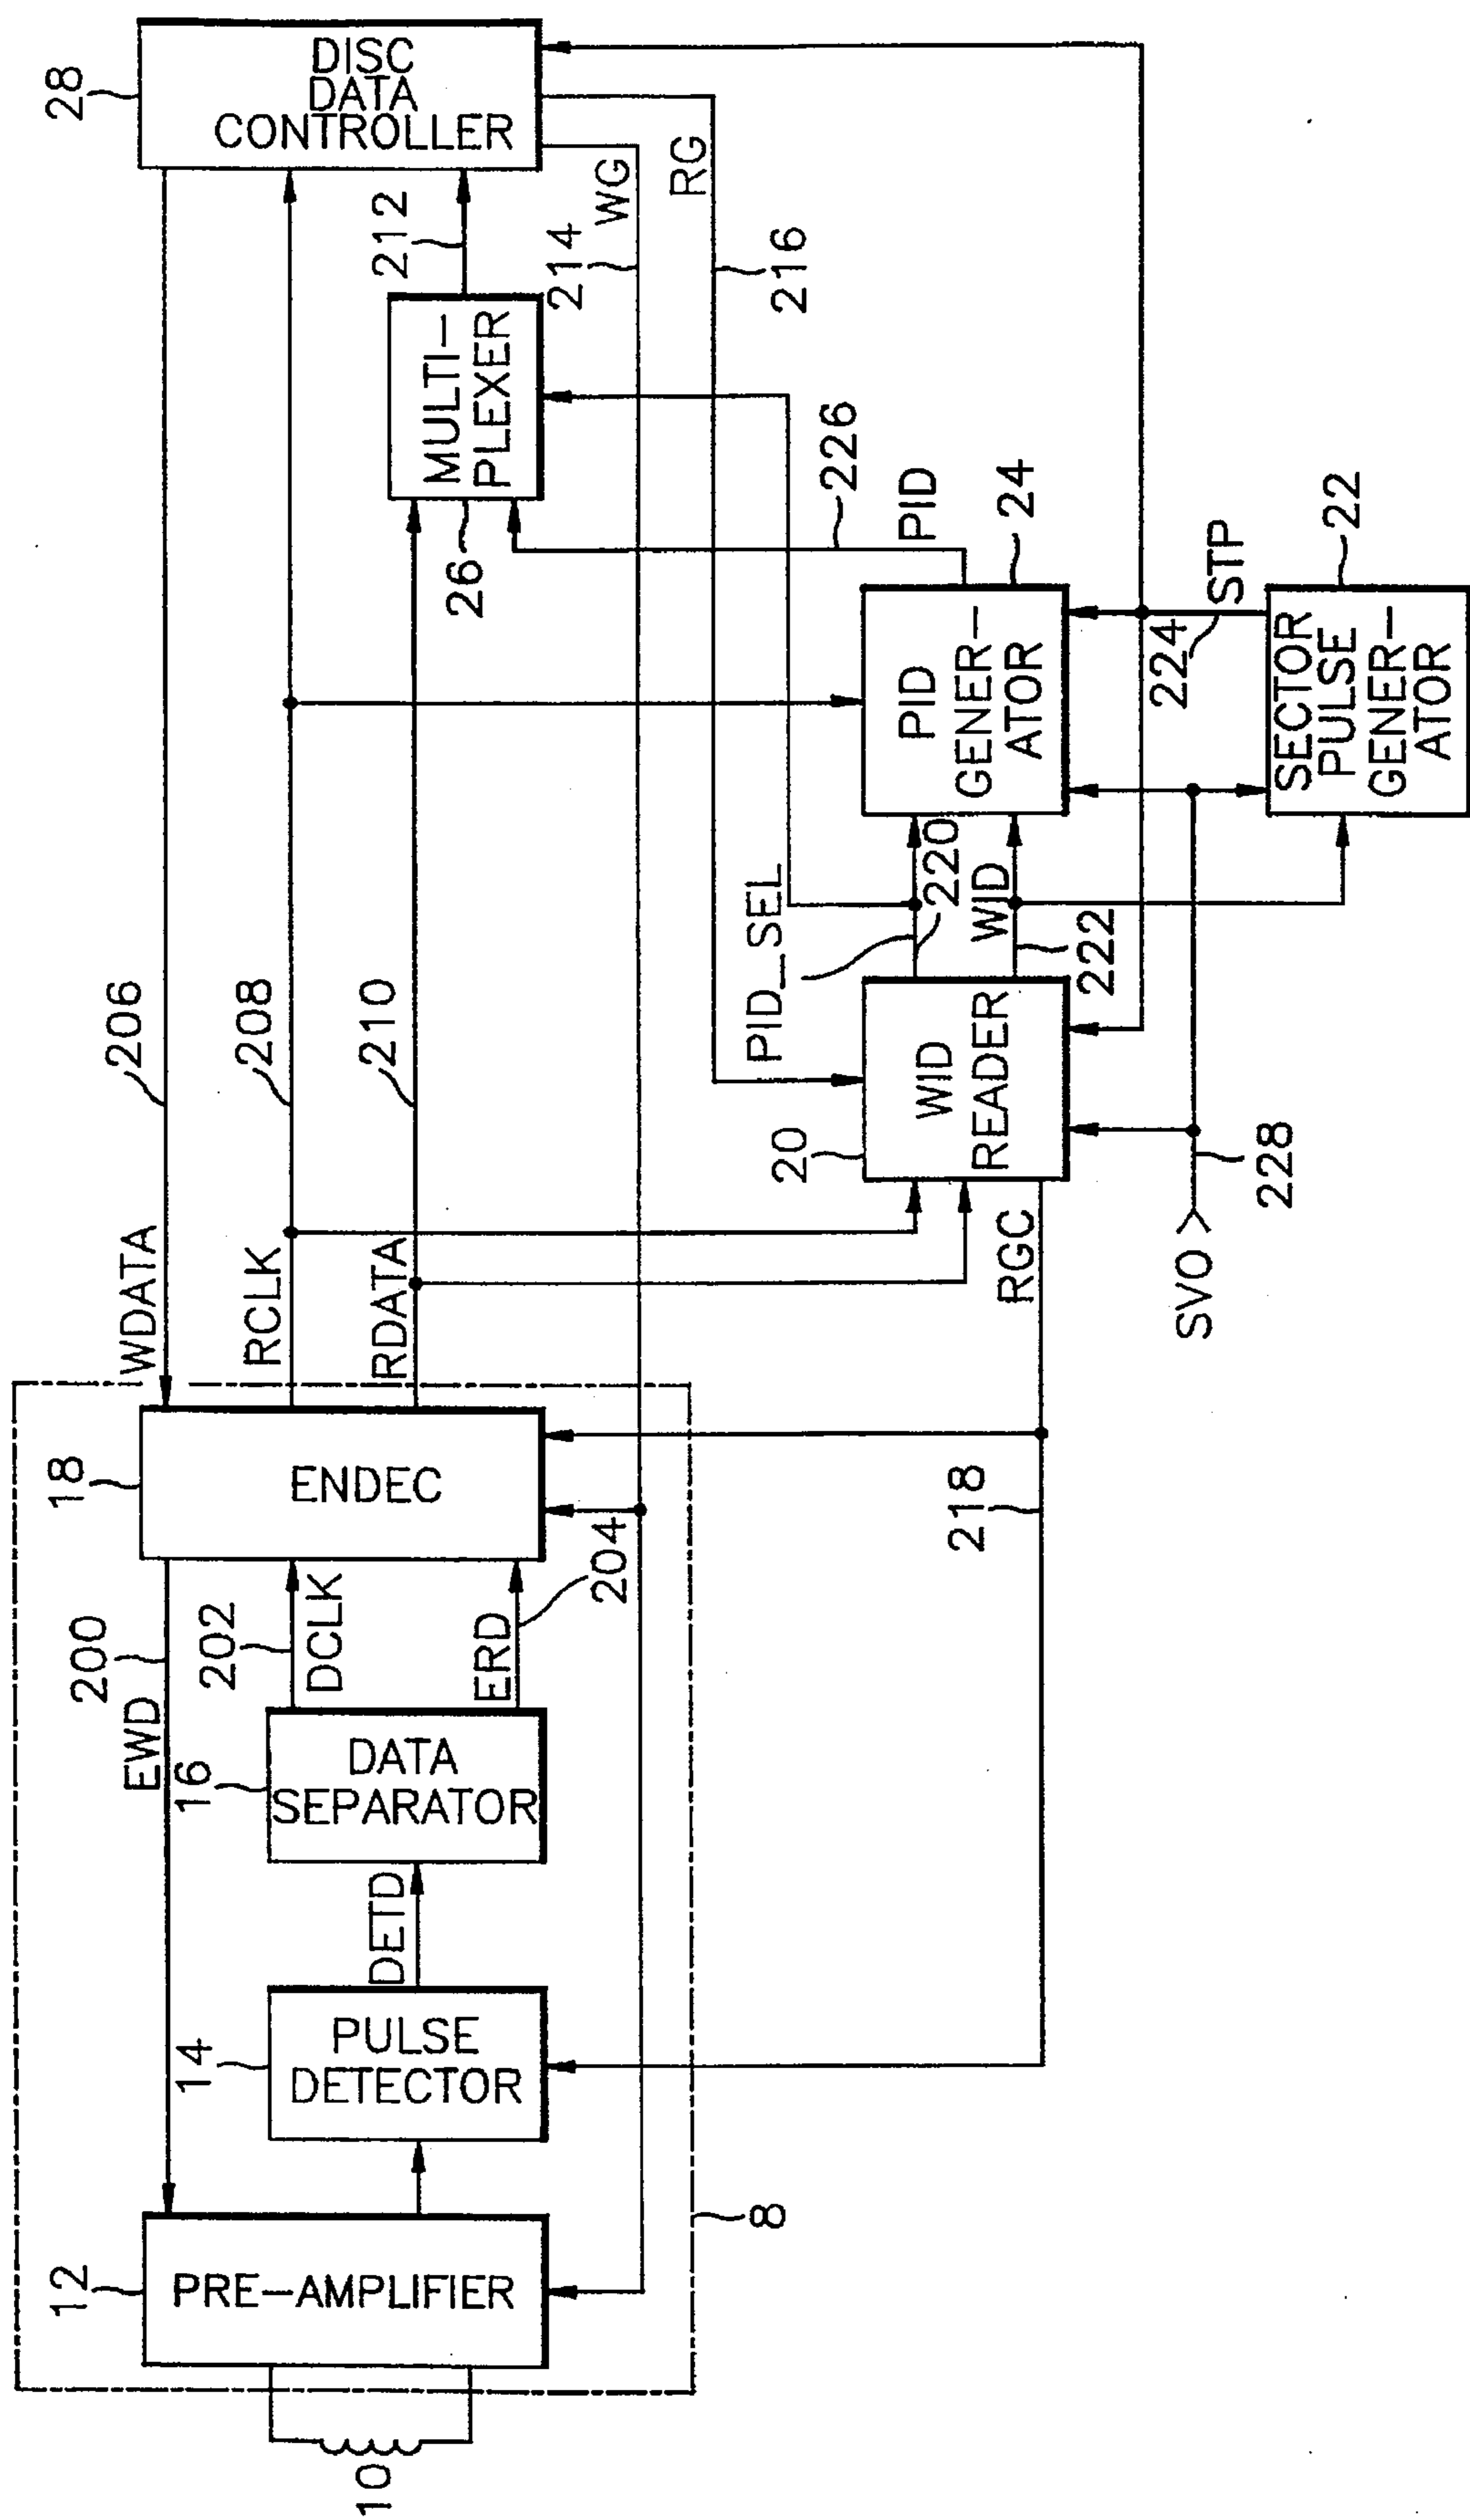 10
12
PRE-AMPLIFIER
8
14
PULSE
DETECTOR
DETD
16
DATA
SEPARATOR
EWD
200
202
DCLK
ERD
204
18
ENDEC
WDATA
RCLK
RDATA
206
208
210
218
RGC
SVO
228
20
WID
READER
PID_SEL
220
WID
222
PID
GENER-
ATOR
24
SECTOR
PULSE
GENER-
ATOR
22
224
STP
PID
226
26
MULTI-
PLEXER
212
214
WG
RG
216
28
DISC
DATA
CONTROLLER